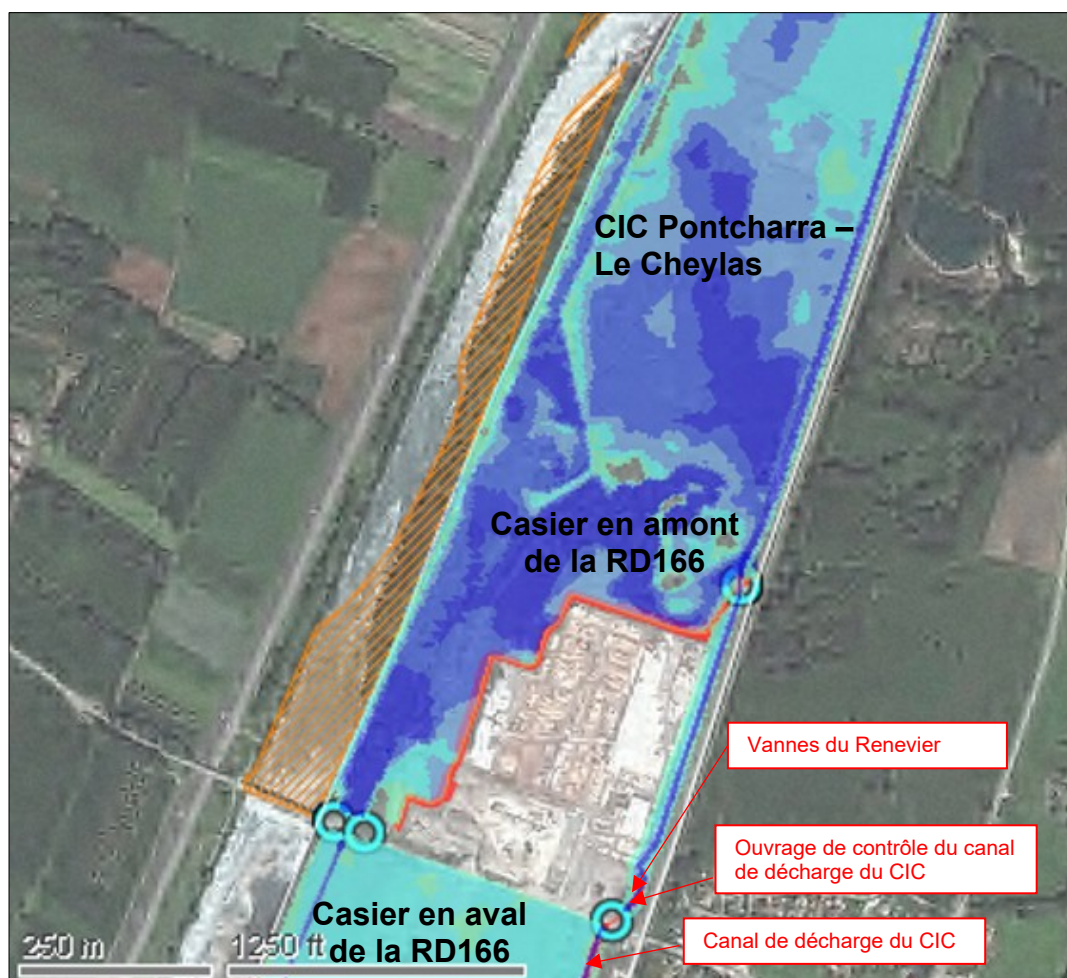 CIC Pontcharra –
Le Cheylas
Casier en amont
de la RD166
Vannes du Renevier
Ouvrage de contrôle du canal
de décharge du CIC
Canal de décharge du CIC
Casier en aval
de la RD166
250 m
1250 ft